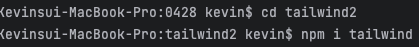 Kevinsui-MacBook-Pro:0428 kevin$ cd tailwind2
Kevinsui-MacBook-Pro:tailwind2 kevin$ npm i tailwind